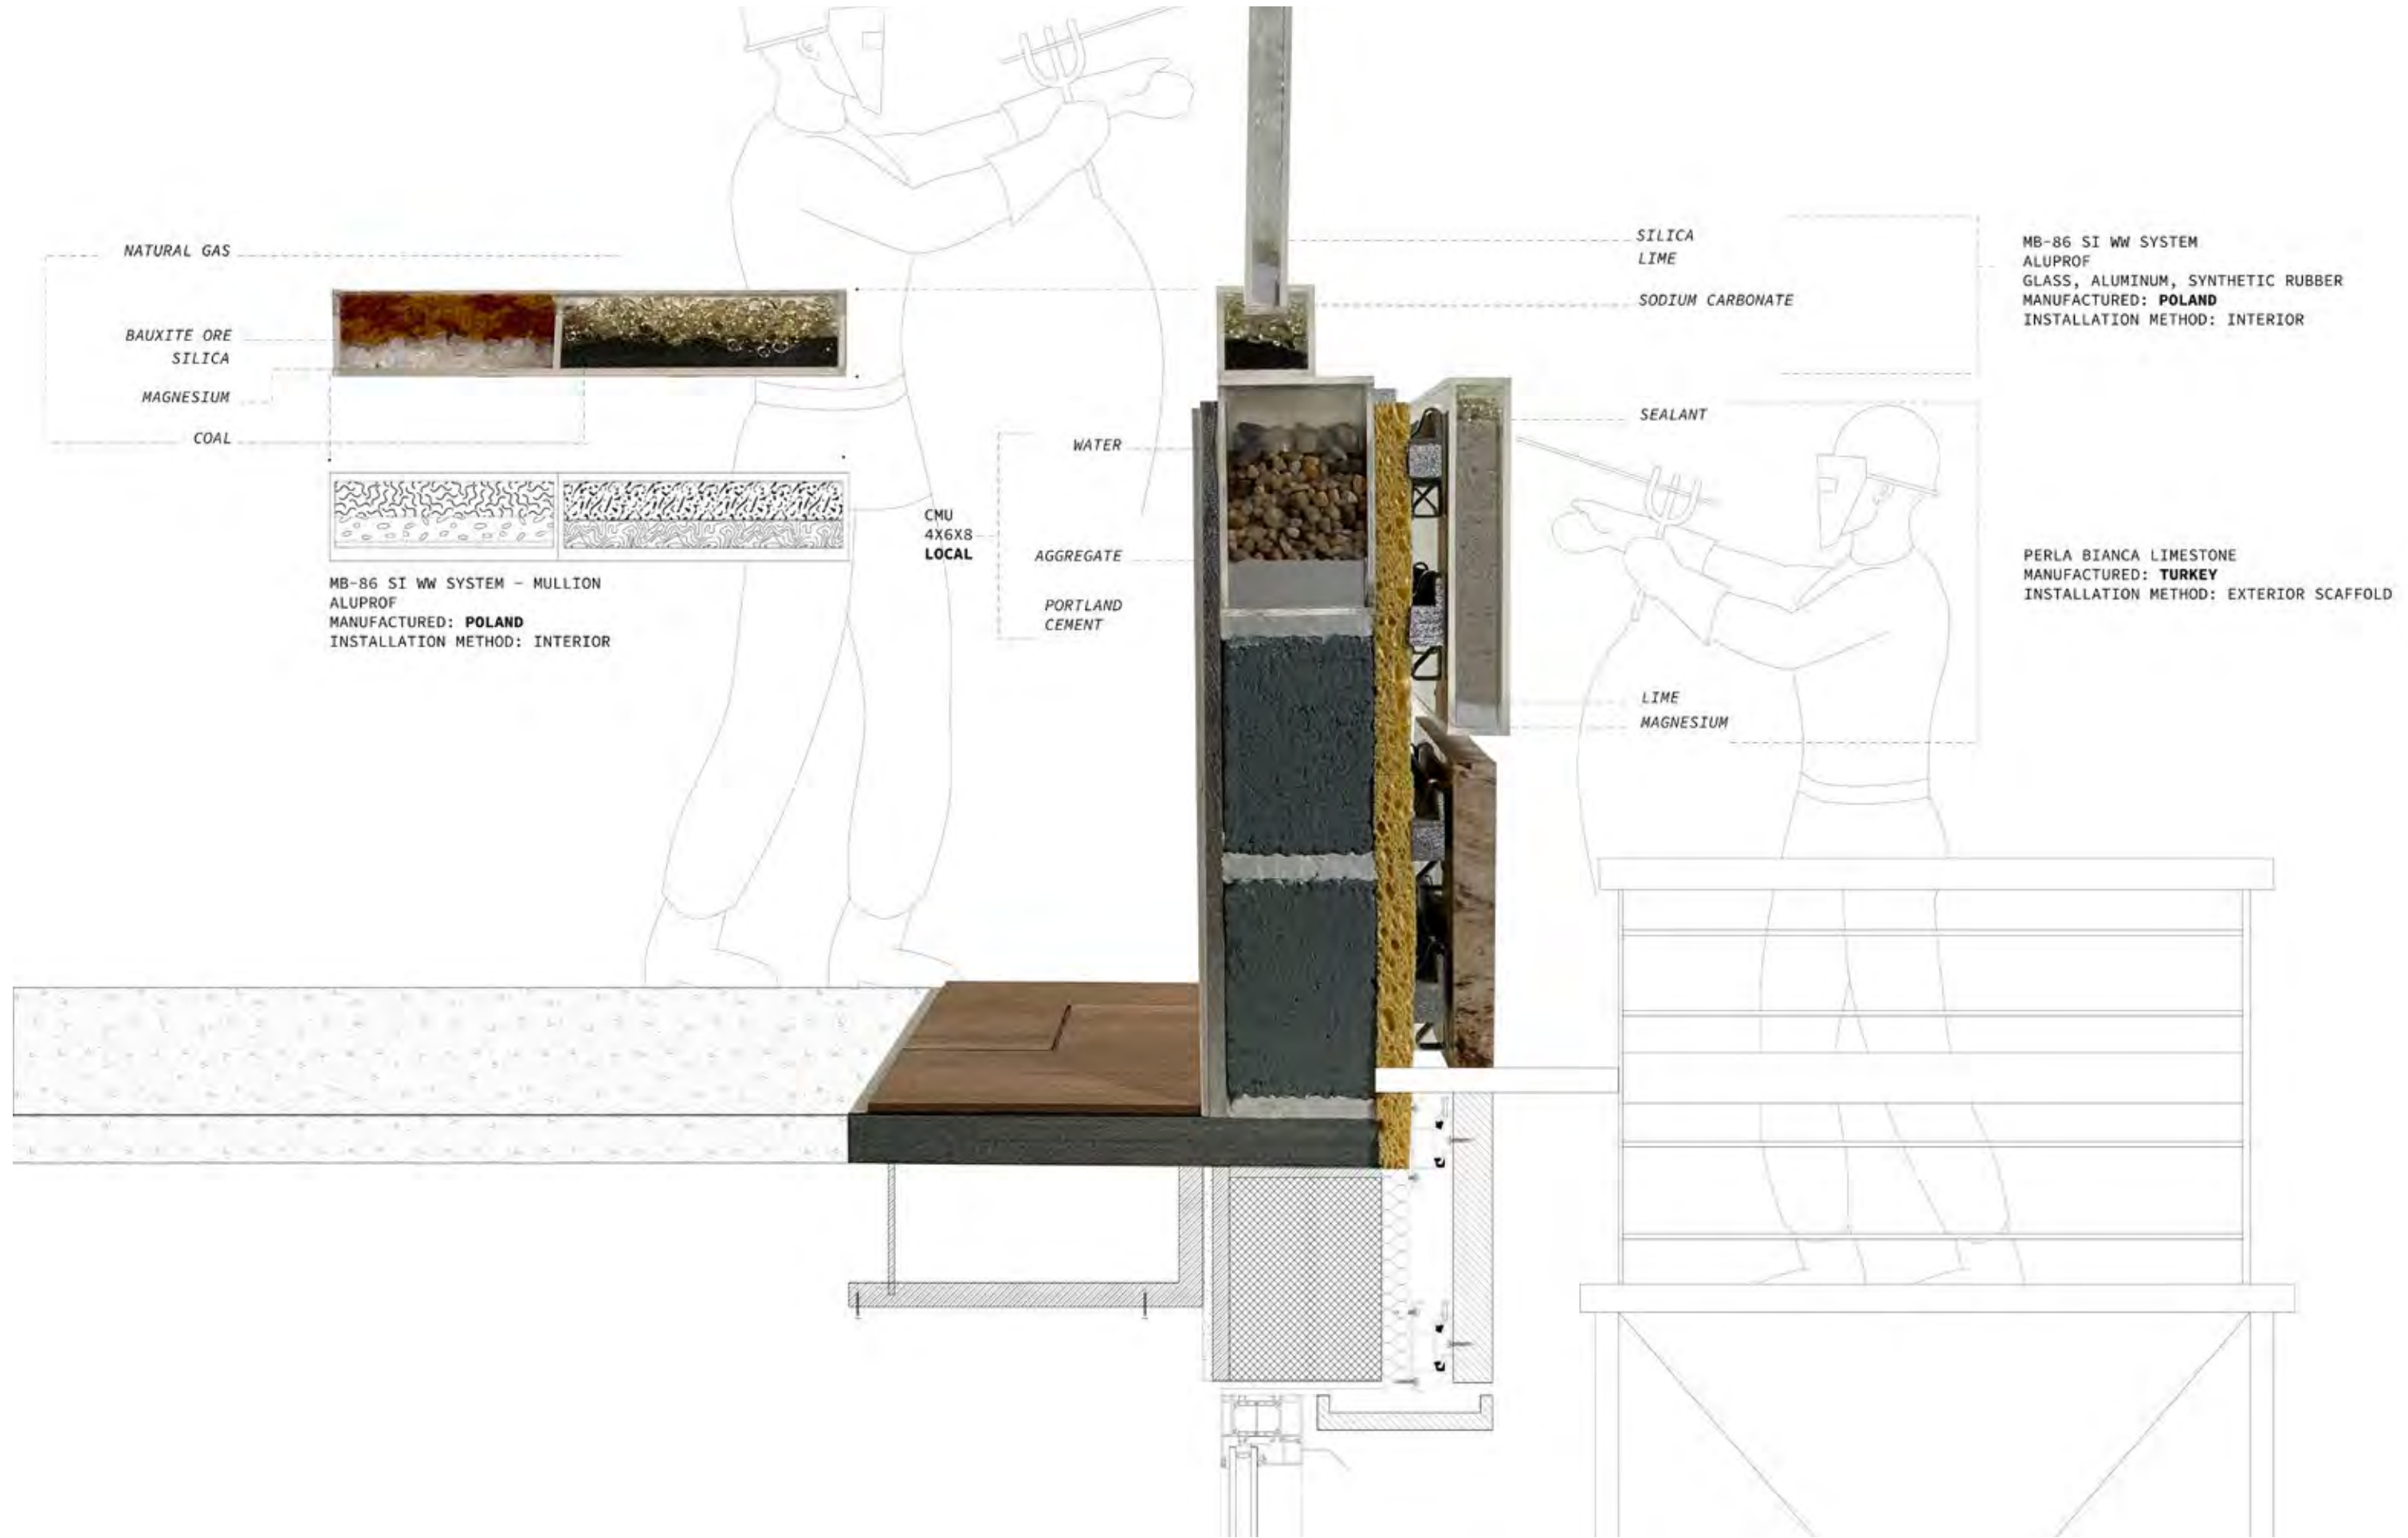 NATURAL GAS
BAUXITE ORE
SILICA
MAGNESIUM
COAL
MB-86 SI WW SYSTEM – MULLION
ALUPROF
MANUFACTURED: POLAND
INSTALLATION METHOD: INTERIOR
CMU
4X6X8
LOCAL
WATER
AGGREGATE
PORTLAND
CEMENT
SILICA
LIME
SODIUM CARBONATE
SEALANT
LIME
MAGNESIUM
MB-86 SI WW SYSTEM
ALUPROF
GLASS, ALUMINUM, SYNTHETIC RUBBER
MANUFACTURED: POLAND
INSTALLATION METHOD: INTERIOR
PERLA BIANCA LIMESTONE
MANUFACTURED: TURKEY
INSTALLATION METHOD: EXTERIOR SCAFFOLD